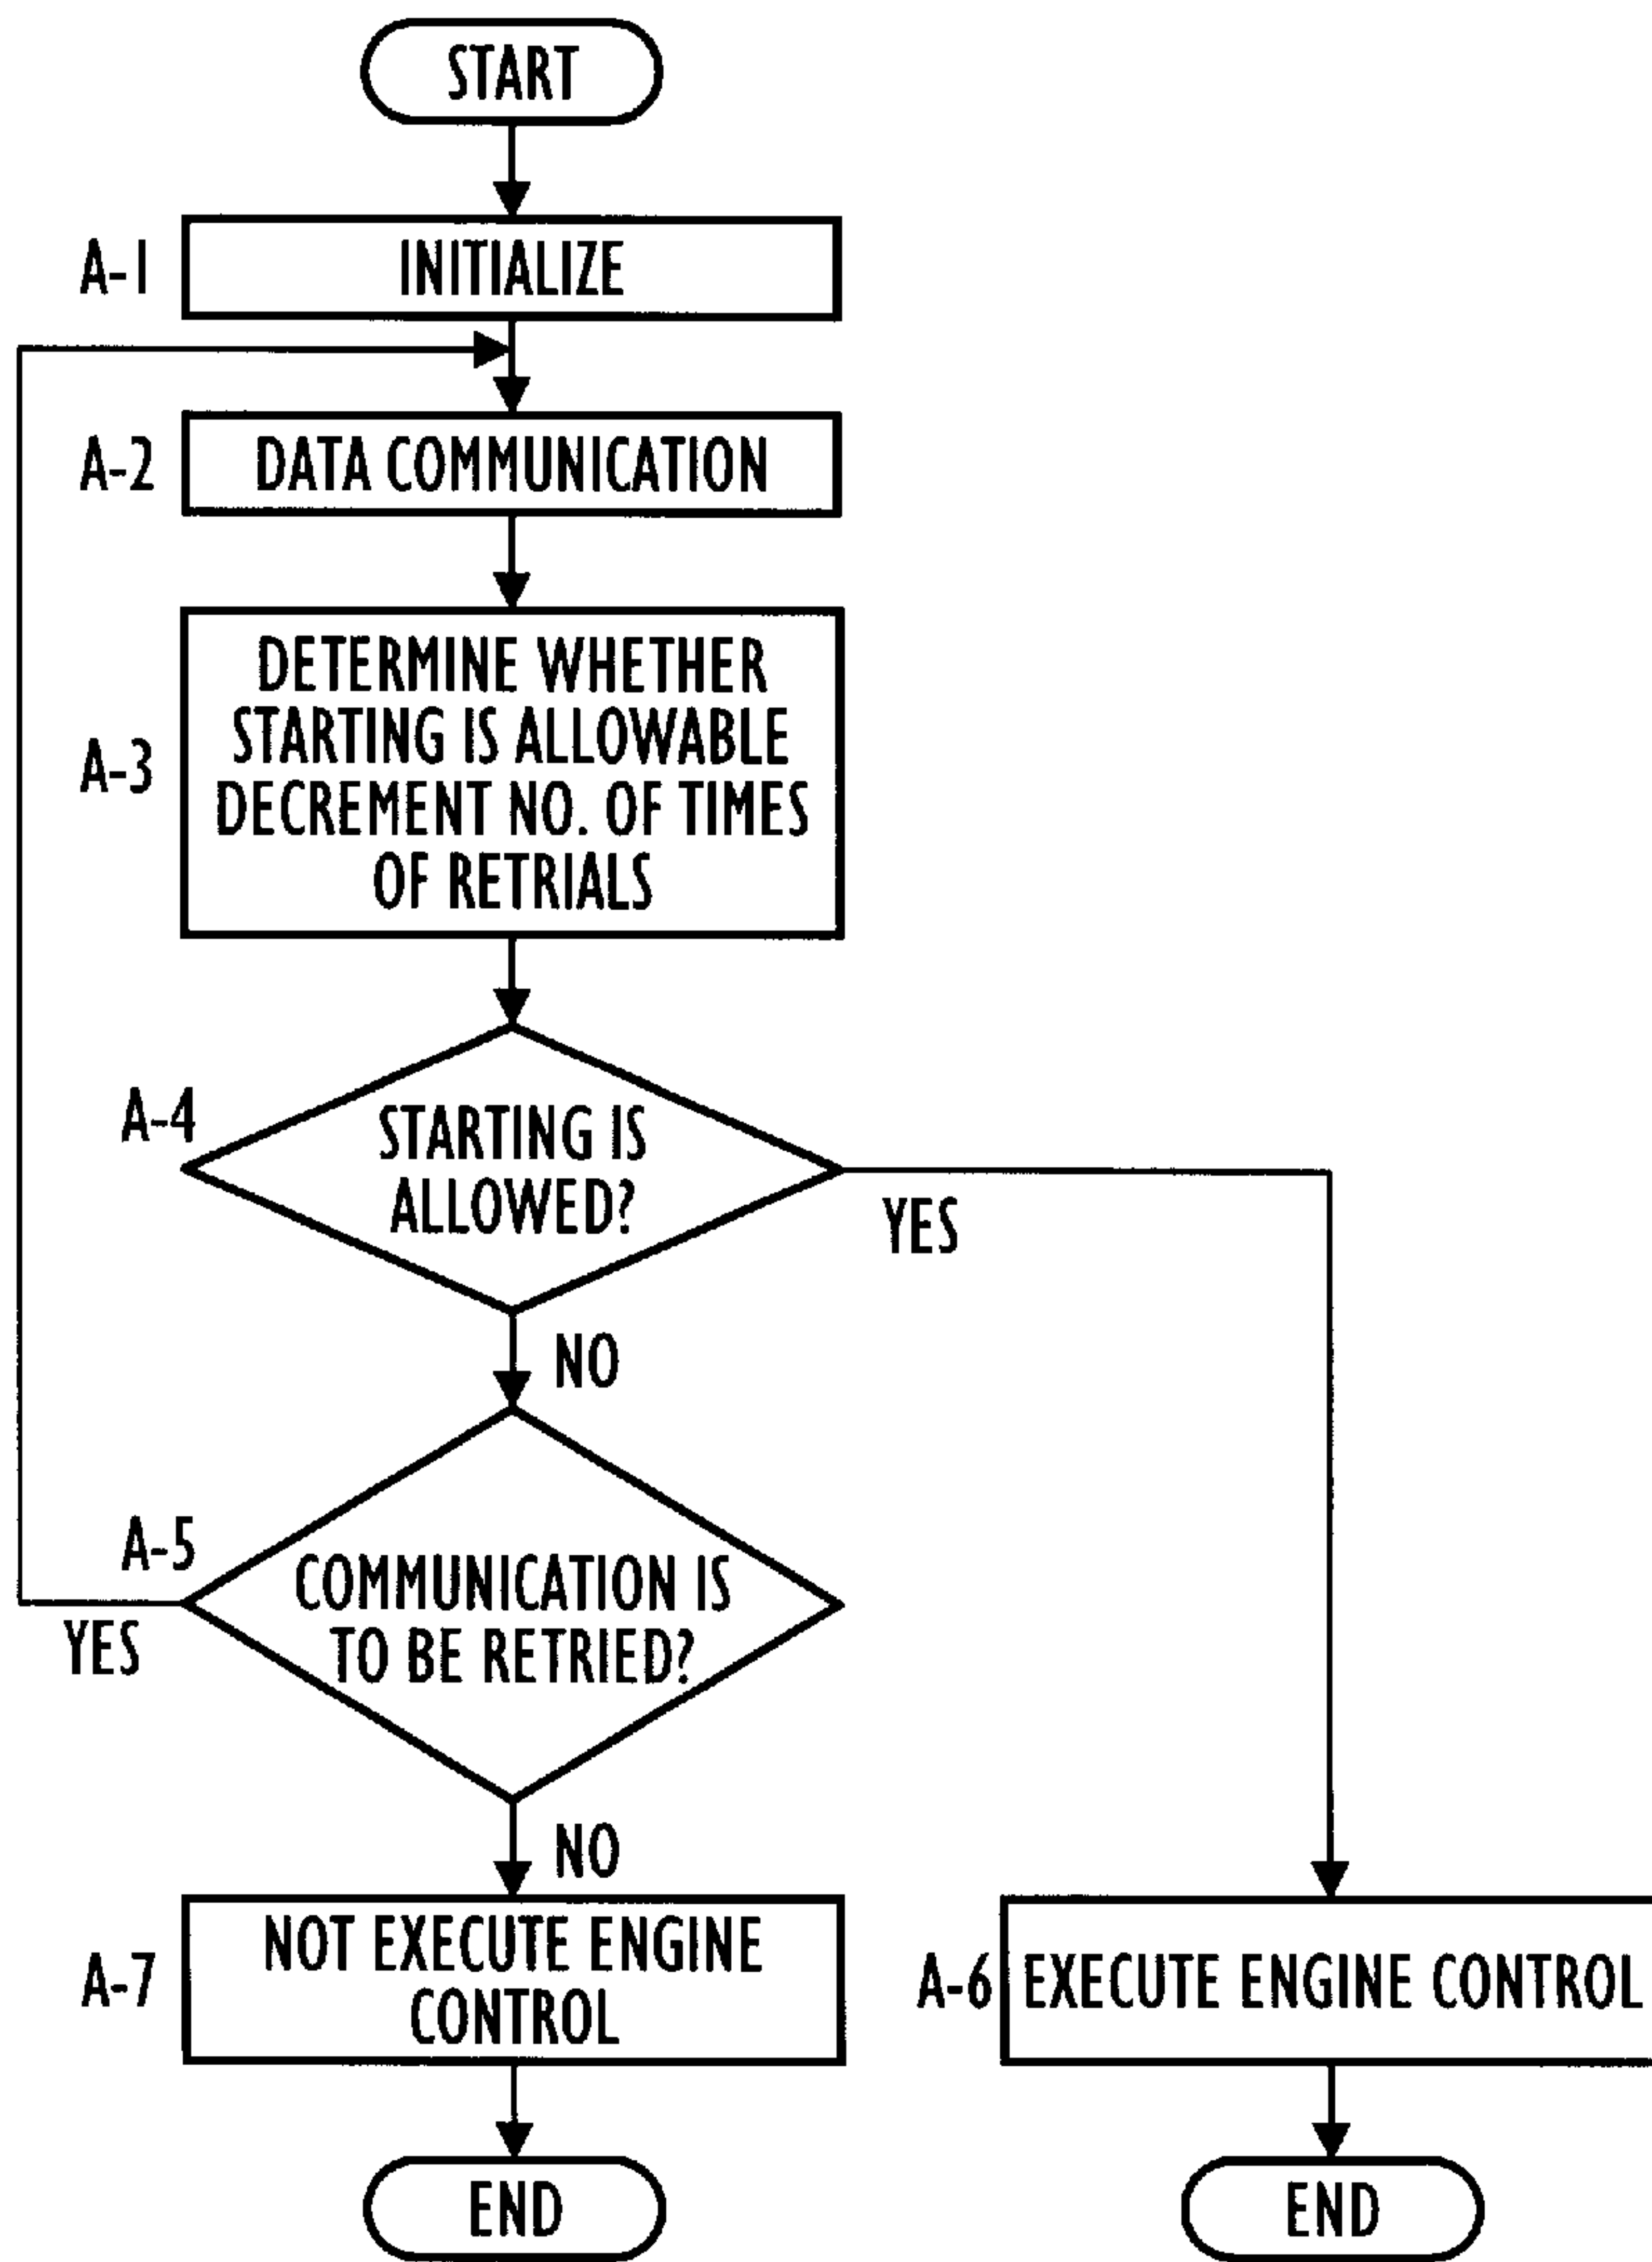 START
A-1
INITIALIZE
A-2
DATA COMMUNICATION
A-3
DETERMINE WHETHER
STARTING IS ALLOWABLE
DECREMENT NO. OF TIMES
OF RETRIALS
A-4
STARTING IS
ALLOWED?
YES
NO
A-5
COMMUNICATION IS
TO BE RETRIED?
YES
NO
A-7
NOT EXECUTE ENGINE
CONTROL
A-6
EXECUTE ENGINE CONTROL
END
END